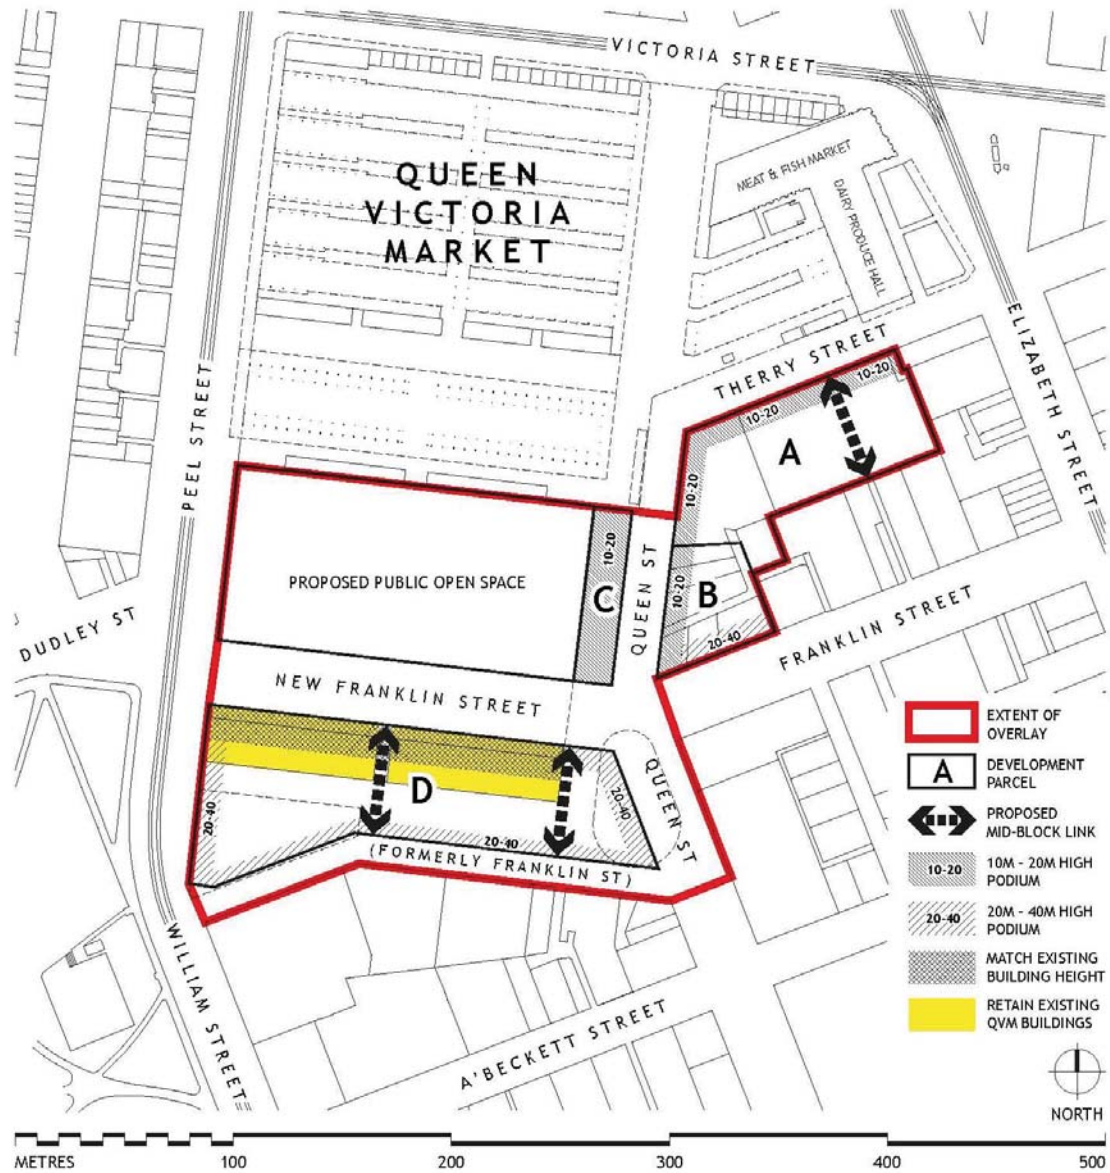 VICTORIA STREET
QUEEN
VICTORIA
MARKET
MEAT & FISH MARKET
DAIRY PRODUCE HALL
ELIZABETH STREET
THERRY STREET
PEEL STREET
10-20
10-20
A
10-20
10-20
C
QUEEN ST
10-20
B
20-40
PROPOSED PUBLIC OPEN SPACE
DUDLEY ST
FRANKLIN STREET
NEW FRANKLIN STREET
QUEEN ST
D
20-40
20-40
20-40
(FORMERLY FRANKLIN ST)
WILLIAM STREET
A'BECKETT STREET
EXTENT OF
OVERLAY
A
DEVELOPMENT
PARCEL
PROPOSED
MID-BLOCK LINK
10-20
10M - 20M HIGH
PODIUM
20-40
20M - 40M HIGH
PODIUM
MATCH EXISTING
BUILDING HEIGHT
RETAIN EXISTING
QVM BUILDINGS
NORTH
METRES 100 200 300 400 500